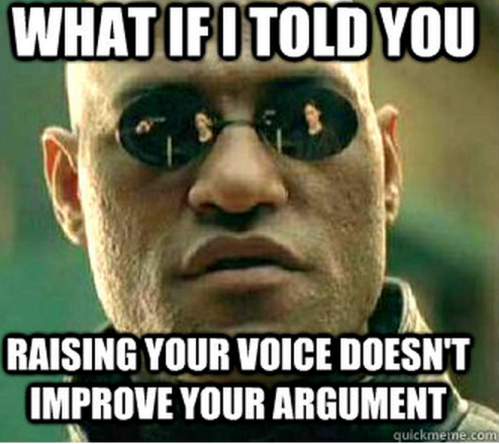 WHAT IF I TOLD YOU
RAISING YOUR VOICE DOESN'T
IMPROVE YOUR ARGUMENT
quickmeme.com